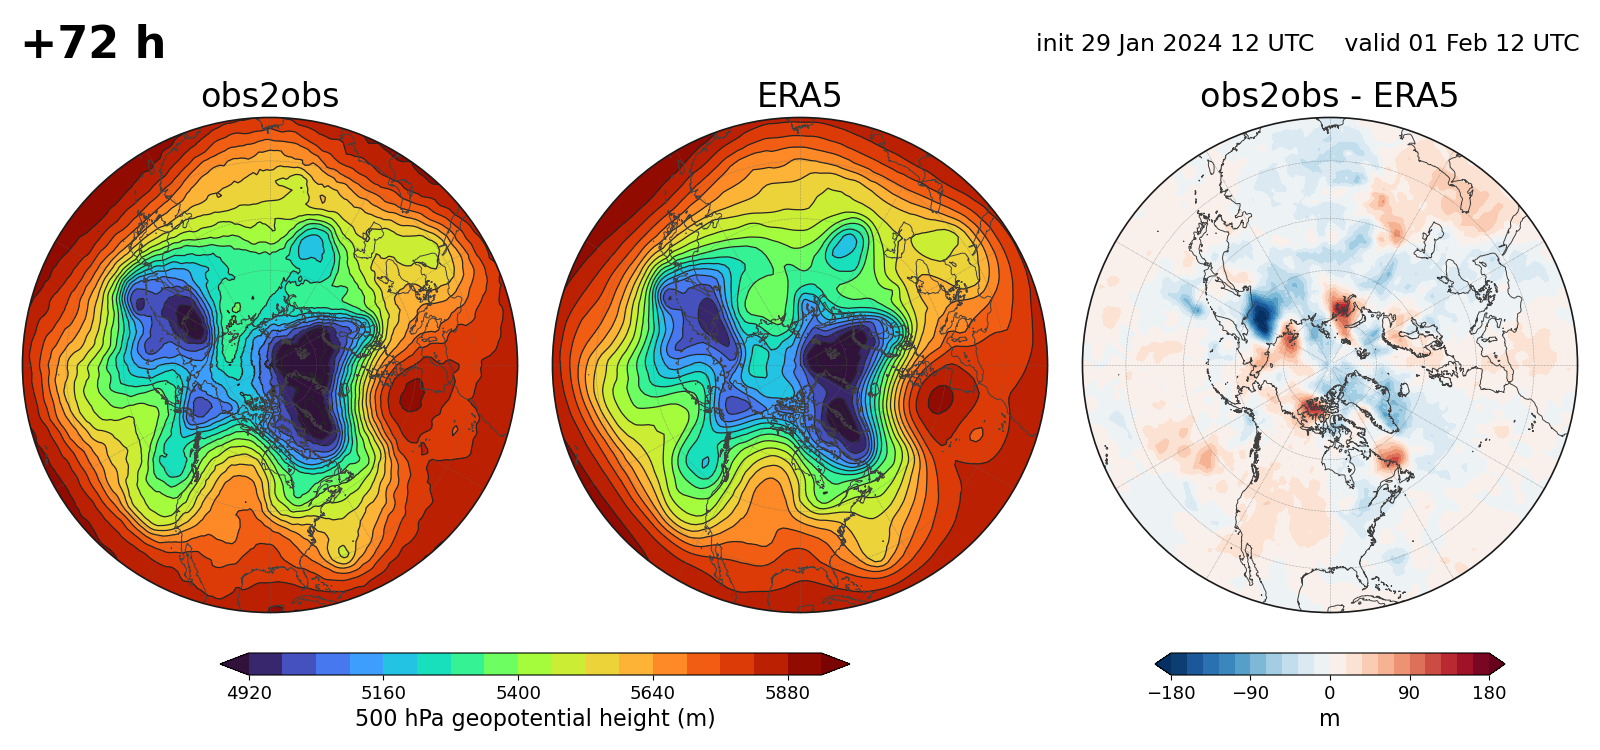 +72 h
init 29 Jan 2024 12 UTC    valid 01 Feb 12 UTC
obs2obs
ERA5
obs2obs - ERA5
4920 5160 5400 5640 5880
500 hPa geopotential height (m)
−180 −90 0 90 180
m